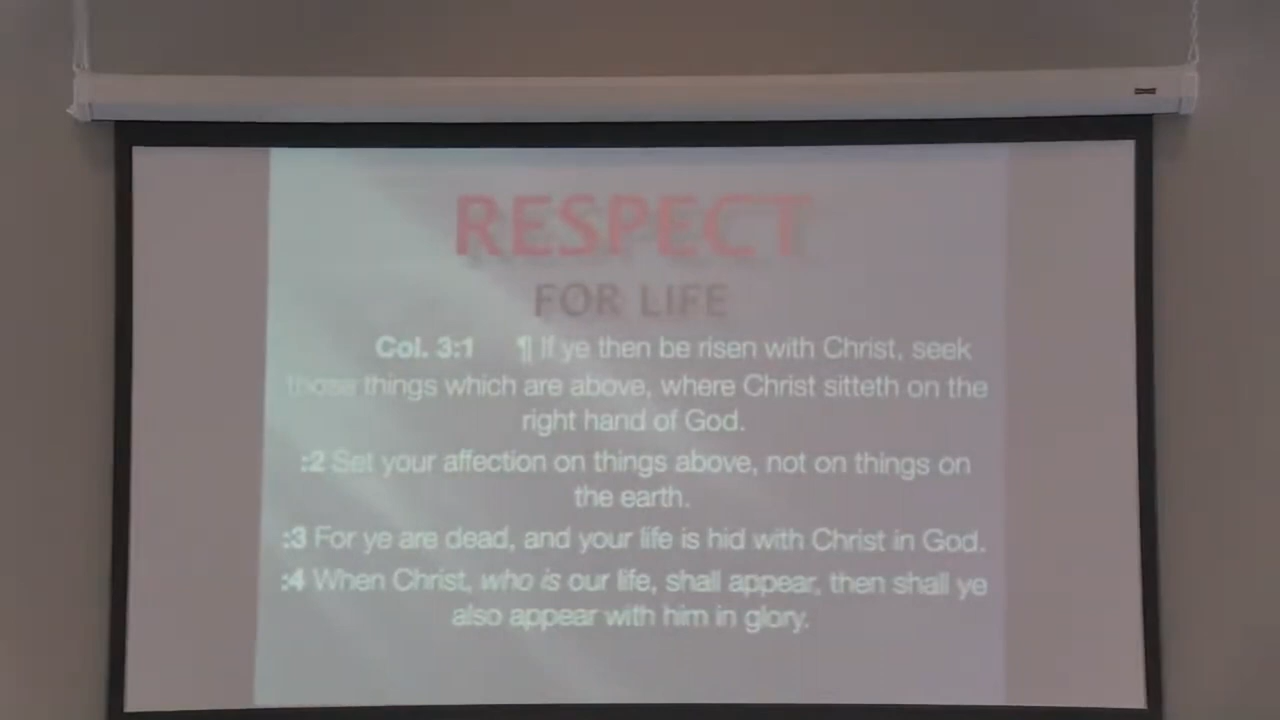 RESPECT
FOR LIFE
Col. 3:1 ¶ If ye then be risen with Christ, seek
those things which are above, where Christ sitteth on the
right hand of God.
:2 Set your affection on things above, not on things on
the earth.
:3 For ye are dead, and your life is hid with Christ in God.
:4 When Christ, who is our life, shall appear, then shall ye
also appear with him in glory.